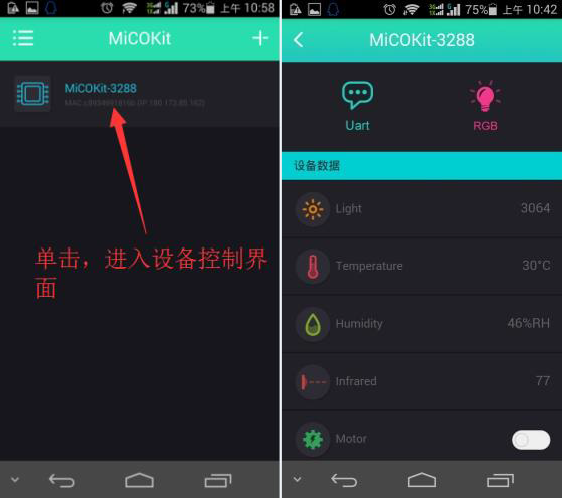 73% 上午 10:58
MiCOKit
MiCOKit-3288
单击，进入设备控制界
面
75% 上午 10:42
MiCOKit-3288
Uart
RGB
设备数据
Light 3064
Temperature 30°C
Humidity 46%RH
Infrared 77
Motor